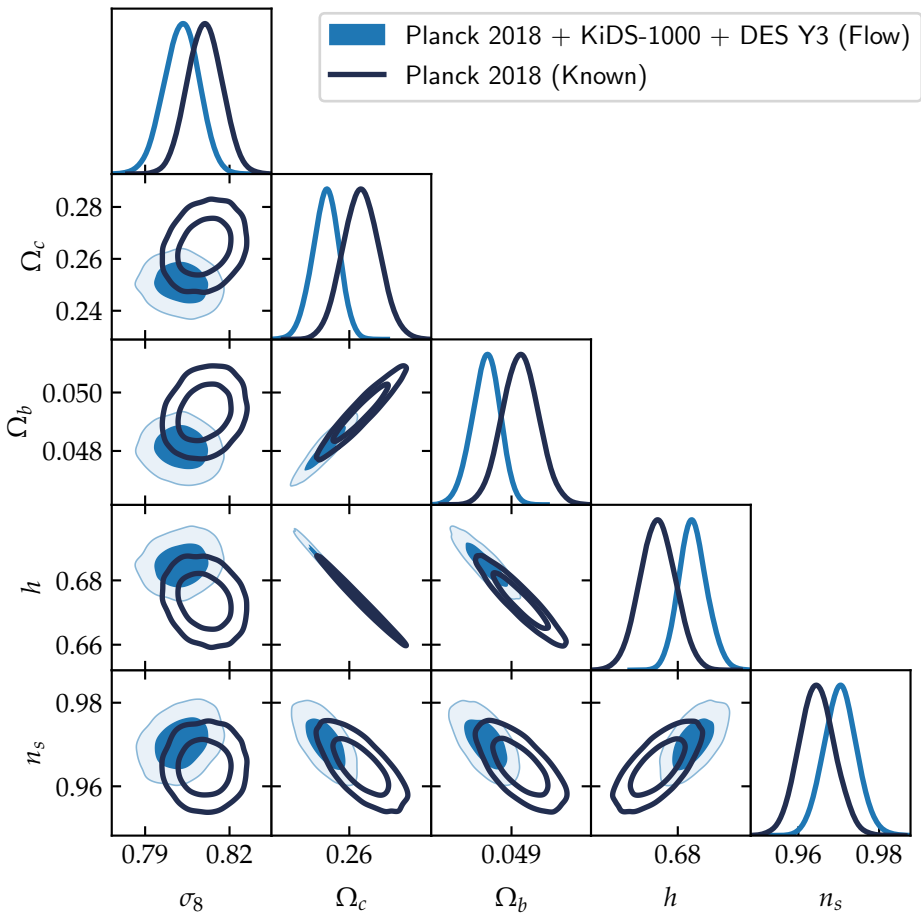 Planck 2018 + KiDS-1000 + DES Y3 (Flow)
Planck 2018 (Known)
0.28
0.26
0.24
Ω_c
0.050
0.048
Ω_b
0.68
0.66
h
0.98
0.96
n_s
0.79 0.82 0.26 0.049 0.68 0.96 0.98
σ_8 Ω_c Ω_b h n_s